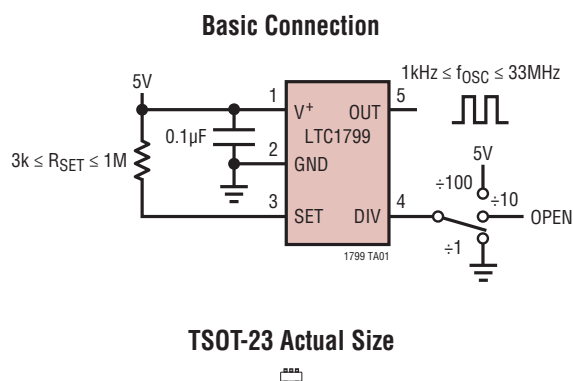 Basic Connection
1kHz ≤ fOSC ≤ 33MHz
5V
1
V+
OUT
5
0.1µF
LTC1799
5V
3k ≤ RSET ≤ 1M
2
GND
÷100
÷10
3
SET
DIV
4
OPEN
÷1
1799 TA01
TSOT-23 Actual Size